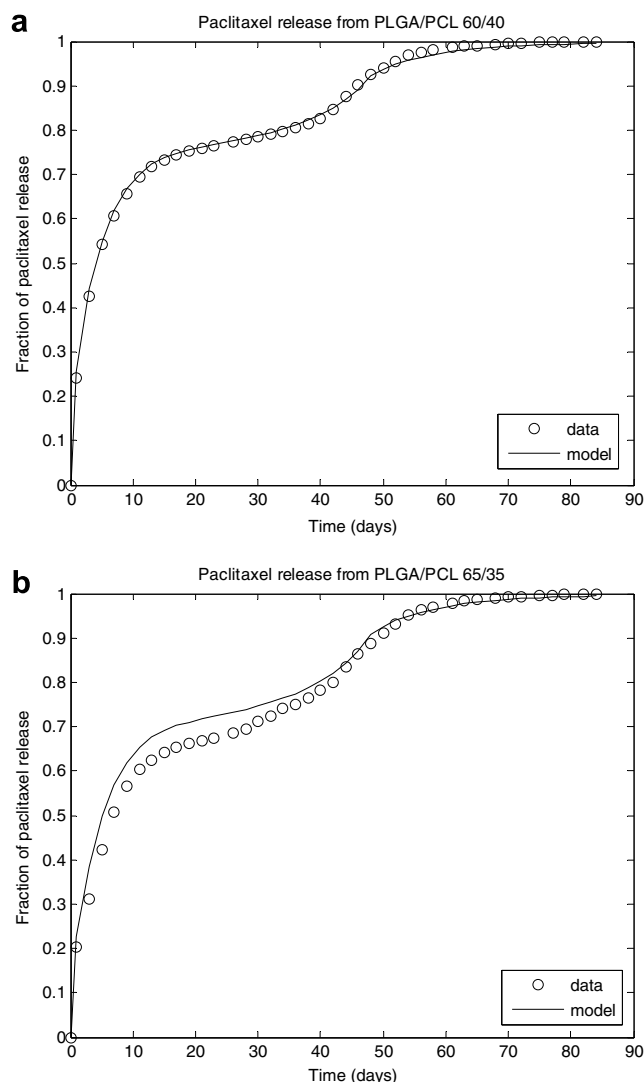 a
Paclitaxel release from PLGA/PCL 60/40
1
0.9
0.8
0.7
0.6
0.5
0.4
0.3
0.2
0.1
0
Fraction of paclitaxel release
data
model
0 10 20 30 40 50 60 70 80 90
Time (days)
b
Paclitaxel release from PLGA/PCL 65/35
1
0.9
0.8
0.7
0.6
0.5
0.4
0.3
0.2
0.1
0
Fraction of paclitaxel release
data
model
0 10 20 30 40 50 60 70 80 90
Time (days)